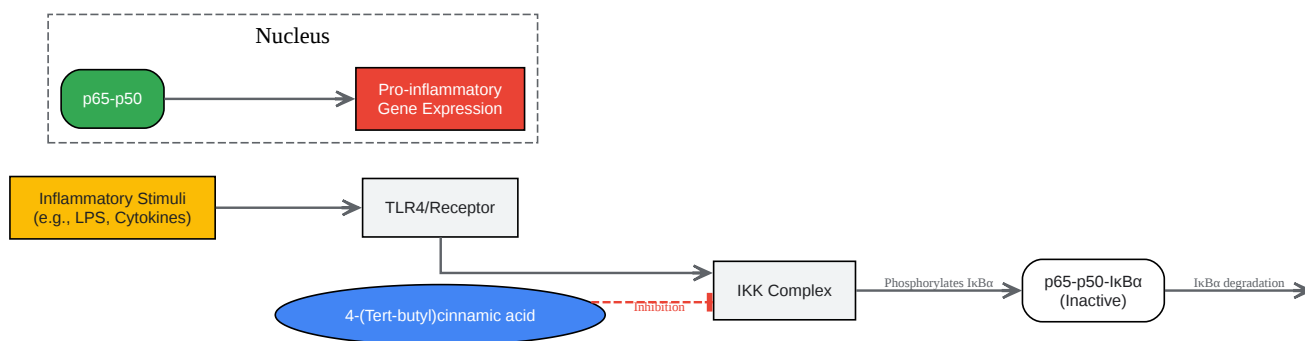 Nucleus
p65-p50
Pro-inflammatory
Gene Expression
Inflammatory Stimuli
(e.g., LPS, Cytokines)
TLR4/Receptor
IKK Complex
Phosphorylates IκBα
p65-p50-IκBα
(Inactive)
IκBα degradation
4-(Tert-butyl)cinnamic acid
Inhibition